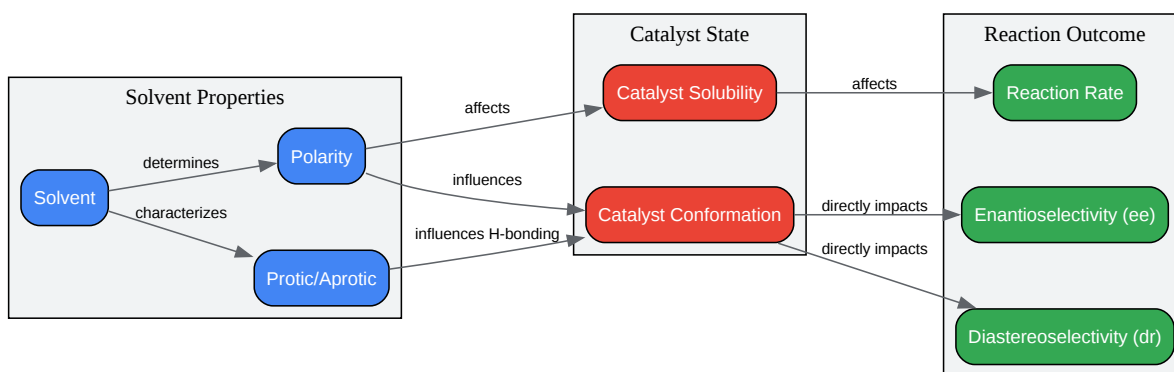 Solvent Properties
Solvent
determines
characterizes
Polarity
Protic/Aprotic
affects
influences
influences H-bonding
Catalyst State
Catalyst Solubility
Catalyst Conformation
affects
directly impacts
directly impacts
Reaction Outcome
Reaction Rate
Enantioselectivity (ee)
Diastereoselectivity (dr)